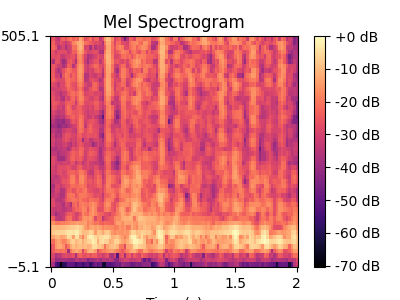 Mel Spectrogram
505.1
−5.1
0
0.5
1
1.5
2
+0 dB
-10 dB
-20 dB
-30 dB
-40 dB
-50 dB
-60 dB
-70 dB